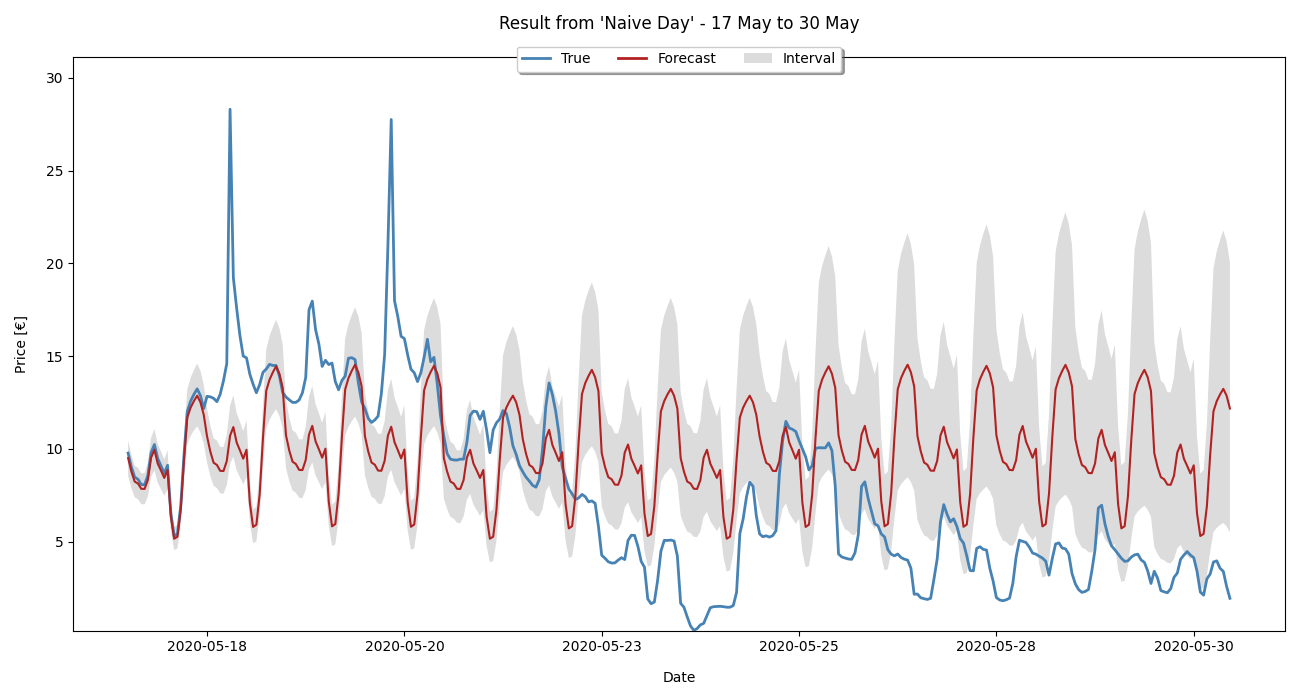 Result from 'Naive Day' - 17 May to 30 May
True Forecast Interval
30
25
20
15
10
5
Price [€]
2020-05-18 2020-05-20 2020-05-23 2020-05-25 2020-05-28 2020-05-30
Date